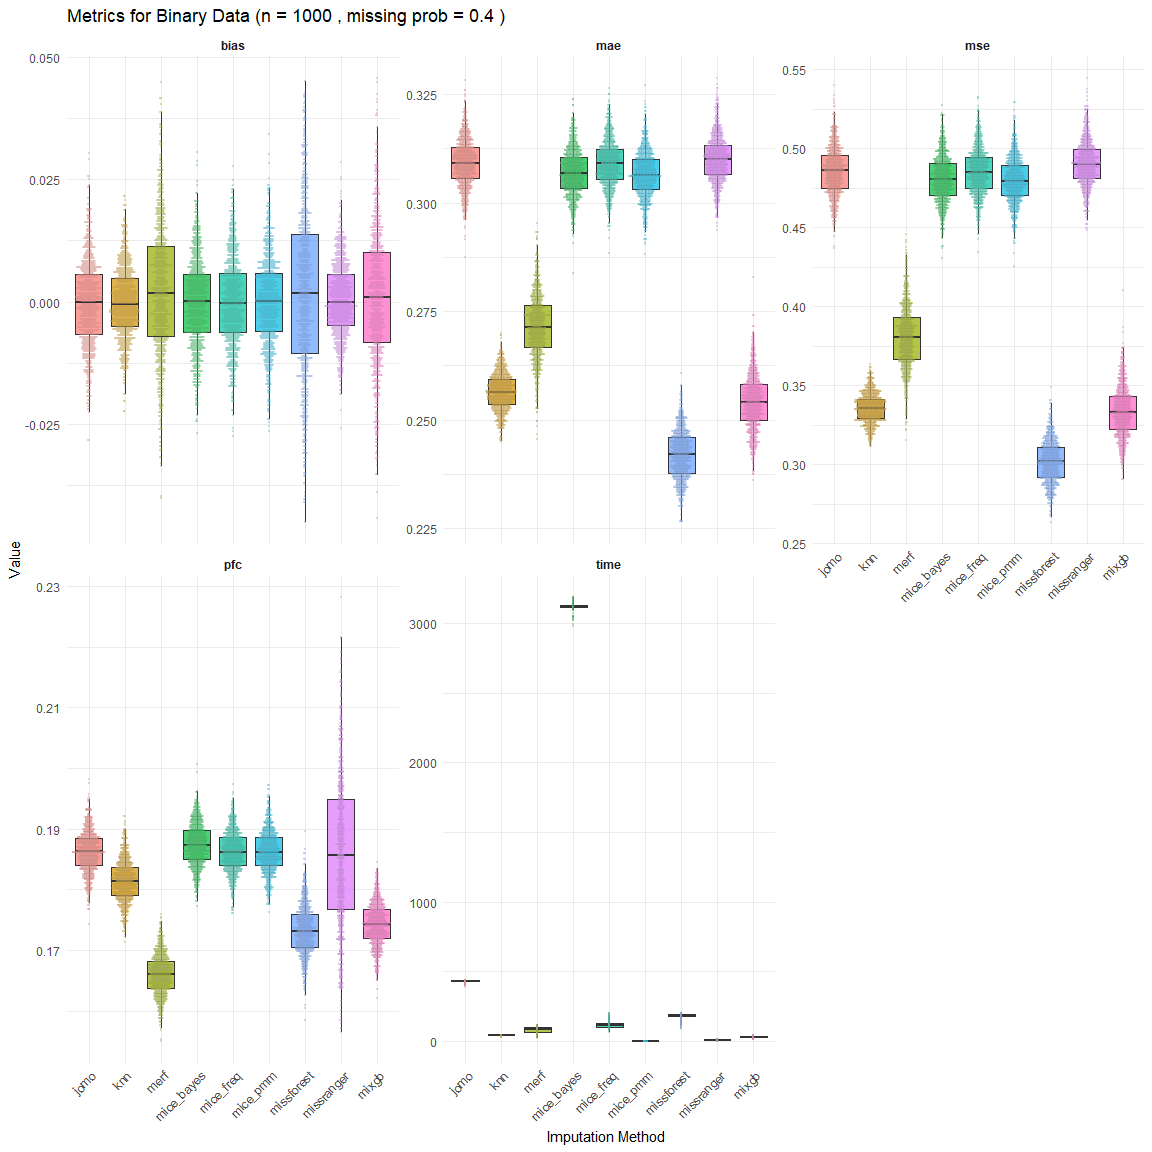 Metrics for Binary Data (n = 1000 , missing prob = 0.4 )
bias
mae
mse
0.050
0.025
0.000
-0.025
0.325
0.300
0.275
0.250
0.225
0.55
0.50
0.45
0.40
0.35
0.30
0.25
jomo
knn
merf
mice_bayes
mice_freq
mice_pmm
missforest
missranger
mixgb
Value
pfc
time
0.23
0.21
0.19
0.17
3000
2000
1000
0
jomo
knn
merf
mice_bayes
mice_freq
mice_pmm
missforest
missranger
mixgb
jomo
knn
merf
mice_bayes
mice_freq
mice_pmm
missforest
missranger
mixgb
Imputation Method